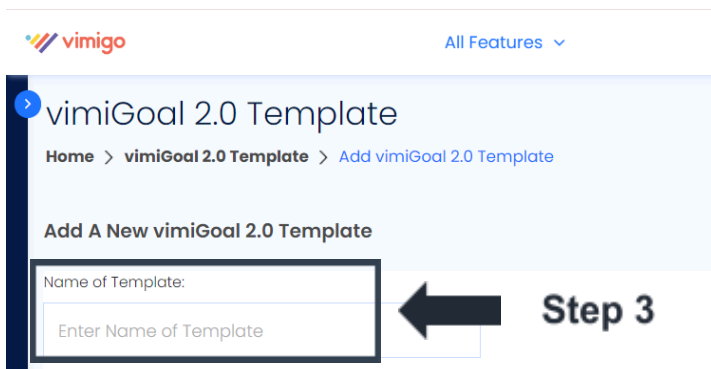 vimigo
All Features
vimiGoal 2.0 Template
Home > vimiGoal 2.0 Template > Add vimiGoal 2.0 Template
Add A New vimiGoal 2.0 Template
Name of Template:
Enter Name of Template
Step 3